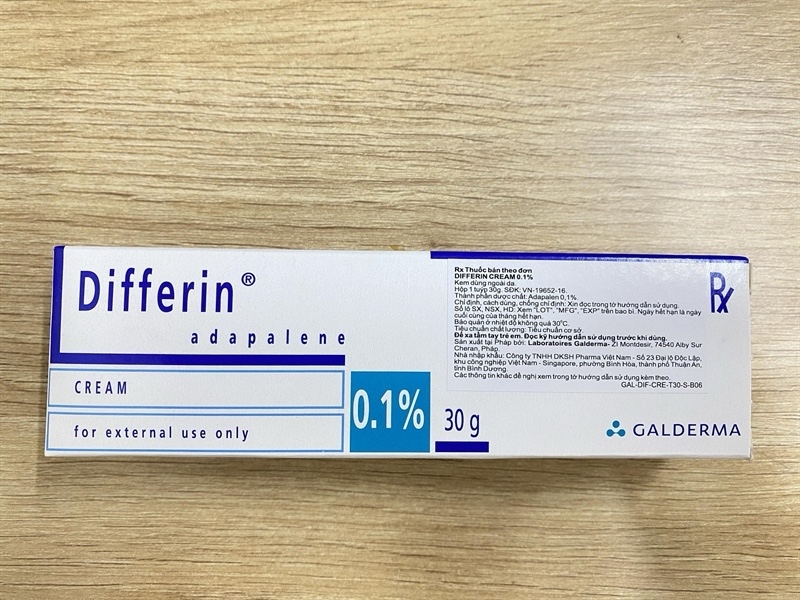 Differin®
adapalene
CREAM
for external use only
0.1%
30 g
Rx Thuốc bán theo đơn
DIFFERIN CREAM 0.1%
Kem dùng ngoài da.
Hộp 1 tuýp 30g. SĐK: VN-19652-16.
Thành phần dược chất: Adapalen 0,1%.
Chỉ định, cách dùng, chống chỉ định: Xin đọc trong tờ hướng dẫn sử dụng.
Số lô SX, NSX, HD: Xem "LOT", "MFG", "EXP" trên bao bì. Ngày hết hạn là ngày
cuối cùng của tháng hết hạn.
Bảo quản ở nhiệt độ không quá 30°C.
Tiêu chuẩn chất lượng: Tiêu chuẩn cơ sở
Để xa tầm tay trẻ em. Đọc kỹ hướng dẫn sử dụng trước khi dùng.
Sản xuất tại Pháp bởi: Laboratoires Galderma- ZI Montdesir, 74540 Alby Sur
Cheran, Pháp.
Nhà nhập khẩu: Công ty TNHH DKSH Pharma Việt Nam - Số 23 Đại lộ Độc Lập,
khu công nghiệp Việt Nam - Singapore, phường Bình Hòa, thành phố Thuận An,
tỉnh Bình Dương.
Các thông tin khác đề nghị xem trong tờ hướng dẫn sử dụng kèm theo.
GAL-DIF-CRE-T30-S-B06
Rx
GALDERMA